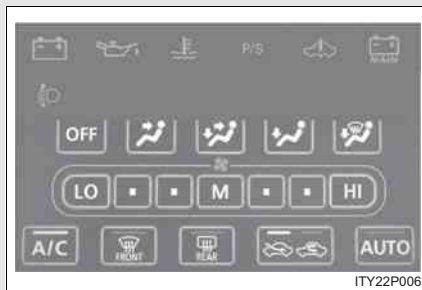 P/S
MAIN
OFF
LO M HI
A/C FRONT REAR AUTO
ITY22P006